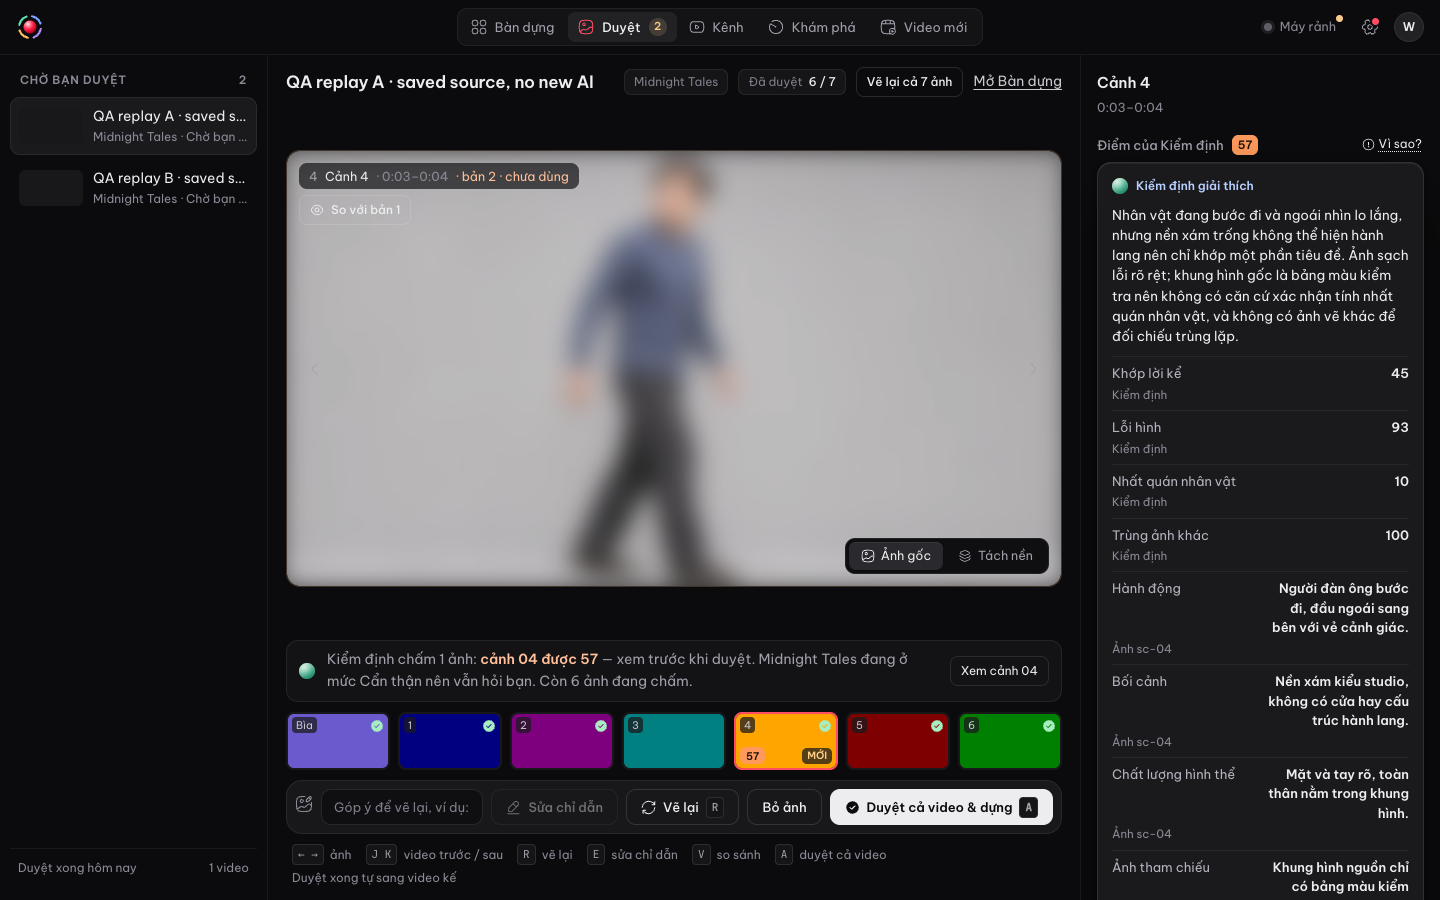 Bàn dựng
Duyệt 2
Kênh
Khám phá
Video mới
Máy rảnh
W
CHỜ BẠN DUYỆT 2
QA replay A · saved s...
Midnight Tales · Chờ bạn ...
QA replay B · saved s...
Midnight Tales · Chờ bạn ...
Duyệt xong hôm nay 1 video
QA replay A · saved source, no new AI
Midnight Tales
Đã duyệt 6 / 7
Vẽ lại cả 7 ảnh
Mở Bàn dựng
4 Cảnh 4 · 0:03–0:04 · bản 2 · chưa dùng
So với bản 1
Ảnh gốc
Tách nền
Kiểm định chấm 1 ảnh: cảnh 04 được 57 — xem trước khi duyệt. Midnight Tales đang ở
mức Cẩn thận nên vẫn hỏi bạn. Còn 6 ảnh đang chấm.
Xem cảnh 04
Bìa
1
2
3
4
57
MỚI
5
6
Góp ý để vẽ lại, ví dụ:
Sửa chỉ dẫn
Vẽ lại R
Bỏ ảnh
Duyệt cả video & dựng A
← → ảnh
J K video trước / sau
R vẽ lại
E sửa chỉ dẫn
V so sánh
A duyệt cả video
Duyệt xong tự sang video kế
Cảnh 4
0:03–0:04
Điểm của Kiểm định 57
Vì sao?
Kiểm định giải thích
Nhân vật đang bước đi và ngoái nhìn lo lắng,
nhưng nền xám trống không thể hiện hành
lang nên chỉ khớp một phần tiêu đề. Ảnh sạch
lỗi rõ rệt; khung hình gốc là bảng màu kiểm
tra nên không có căn cứ xác nhận tính nhất
quán nhân vật, và không có ảnh vẽ khác để
đối chiếu trùng lặp.
Khớp lời kể 45
Kiểm định
Lỗi hình 93
Kiểm định
Nhất quán nhân vật 10
Kiểm định
Trùng ảnh khác 100
Kiểm định
Hành động Người đàn ông bước
đi, đầu ngoái sang
bên với vẻ cảnh giác.
Ảnh sc-04
Bối cảnh Nền xám kiểu studio,
không có cửa hay cấu
trúc hành lang.
Ảnh sc-04
Chất lượng hình thể Mặt và tay rõ, toàn
thân nằm trong khung
hình.
Ảnh sc-04
Ảnh tham chiếu Khung hình nguồn chỉ
có bảng màu kiểm